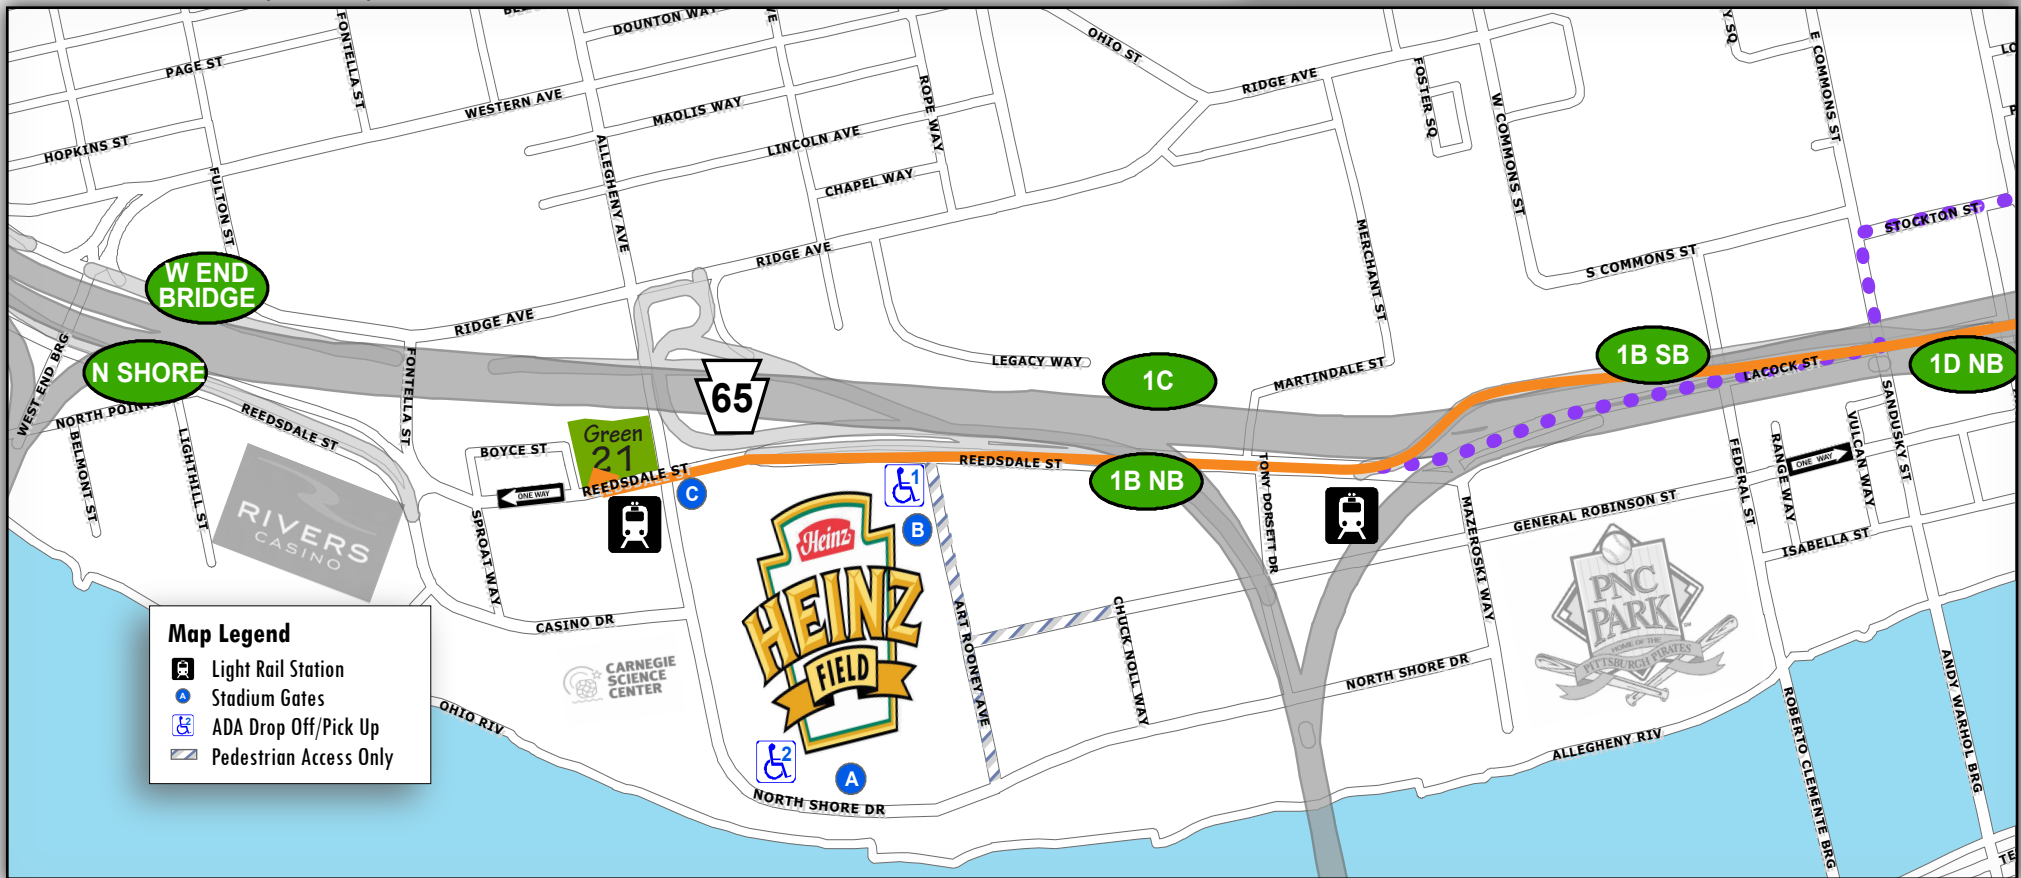 DOUNTON WAY
OHIO ST
PAGE ST
FONTELLA ST
WESTERN AVE
MAOLIS WAY
LINCOLN AVE
ROPE WAY
CHAPEL WAY
HOPKINS ST
FULTON ST
ALLEGHENY AVE
RIDGE AVE
RIDGE AVE
RIDGE AVE
FOSTER SQ
W COMMONS ST
E COMMONS ST
MERCHANT ST
S COMMONS ST
STOCKTON ST
W END
BRIDGE
N SHORE
WEST END BRG
NORTH POIN
BELMONT ST
LIGHTHILL ST
REEDSDALE ST
FONTELLA ST
BOYCE ST
ONE WAY
SPROAT WAY
Green
21
REEDSDALE ST
65
C
LEGACY WAY
1C
MARTINDALE ST
1B SB
1D NB
LACOCK ST
REEDSDALE ST
1B NB
TONY DORSETT DR
MAZEROSKI WAY
GENERAL ROBINSON ST
FEDERAL ST
RANGE WAY
ONE WAY
VULCAN WAY
SANDUSKY ST
ISABELLA ST
RIVERS
CASINO
1
B
Heinz
HEINZ
FIELD
ART ROONEY AVE
CHUCK NOLL WAY
CASINO DR
CARNEGIE
SCIENCE
CENTER
PNC
PARK
HOME OF THE
PITTSBURGH PIRATES
NORTH SHORE DR
OHIO RIV
2
A
NORTH SHORE DR
ALLEGHENY RIV
ROBERTO CLEMENTE BRG
ANDY WARHOL BRG
Map Legend
Light Rail Station
A
Stadium Gates
2
ADA Drop Off/Pick Up
Pedestrian Access Only